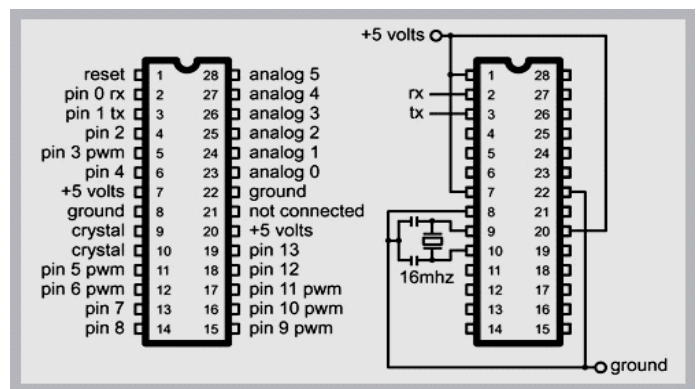 +5 volts
reset 1 28 analog 5
pin 0 rx 2 27 analog 4
pin 1 tx 3 26 analog 3
pin 2 4 25 analog 2
pin 3 pwm 5 24 analog 1
pin 4 6 23 analog 0
+5 volts 7 22 ground
ground 8 21 not connected
crystal 9 20 +5 volts
crystal 10 19 pin 13
pin 5 pwm 11 18 pin 12
pin 6 pwm 12 17 pin 11 pwm
pin 7 13 16 pin 10 pwm
pin 8 14 15 pin 9 pwm
1 28
rx 2 27
tx 3 26
4 25
5 24
6 23
7 22
8 21
9 20
10 19
16mhz
11 18
12 17
13 16
14 15
ground